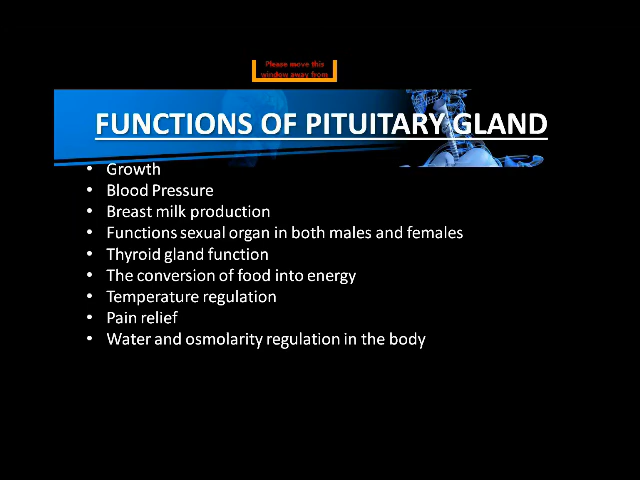 Please move this
window away from
FUNCTIONS OF PITUITARY GLAND
• Growth
• Blood Pressure
• Breast milk production
• Functions sexual organ in both males and females
• Thyroid gland function
• The conversion of food into energy
• Temperature regulation
• Pain relief
• Water and osmolarity regulation in the body